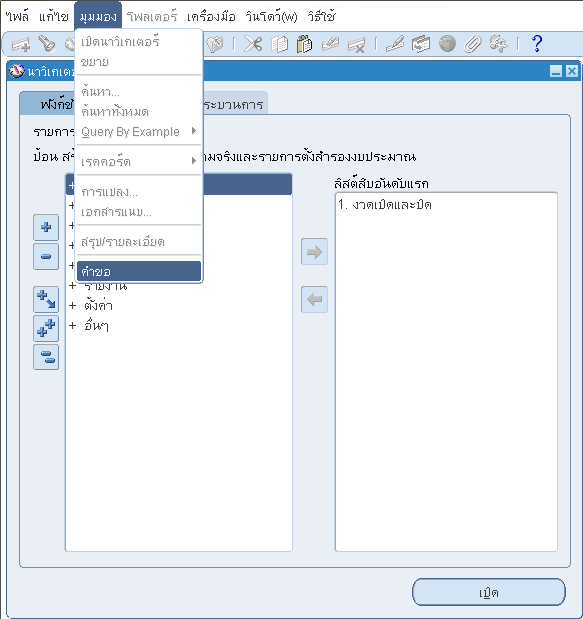 ไฟล์ แก้ไข มุมมอง โฟลเดอร์ เครื่องมือ วินโดว์(W) วิธีใช้
นาวิเกเตอ
ฟังก์ชั
ระบวนการ
รายการ
ป้อน
ามจริงและรายการตั้งสำรองงบประมาณ
เปิดนาวิเกเตอร์
ขยาย
ค้นหา...
ค้นหาทั้งหมด
Query By Example
เรคคอร์ด
การแปลง...
เอกสารแนบ...
สรุป/รายละเอียด
คำขอ
+ รายงาน
+ ตั้งค่า
+ อื่นๆ
ลิสต์สิบอันดับแรก
1. งวดเปิดและปิด
เปิด